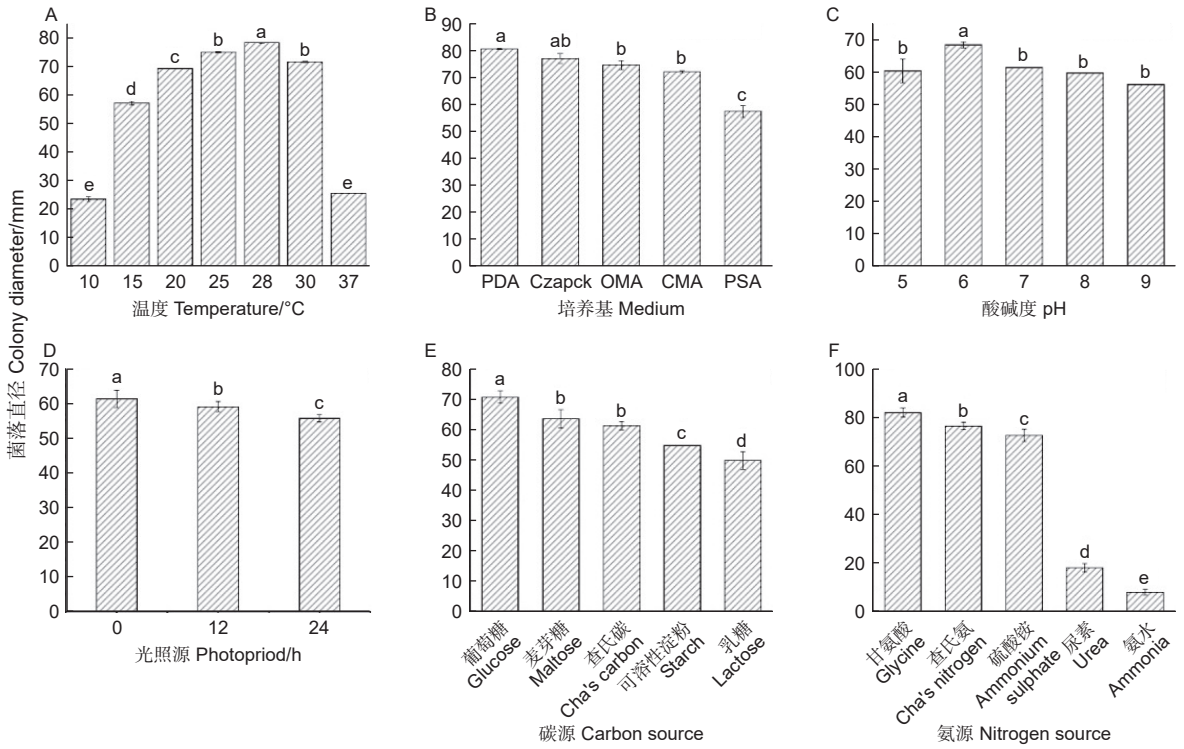 菌落直径 Colony diameter/mm
A
80
70
60
50
40
30
20
10
0
e
d
c
b
a
b
e
10 15 20 25 28 30 37
温度 Temperature/°C
B
90
80
70
60
50
40
30
20
10
0
a
ab
b
b
c
PDA Czapck OMA CMA PSA
培养基 Medium
C
70
60
50
40
30
20
10
0
b
a
b
b
b
5 6 7 8 9
酸碱度 pH
D
70
60
50
40
30
20
10
0
a
b
c
0 12 24
光照源 Photopriod/h
E
80
70
60
50
40
30
20
10
0
a
b
b
c
d
葡萄糖
Glucose
麦芽糖
Maltose
查氏碳
Cha's carbon
可溶性淀粉
Starch
乳糖
Lactose
碳源 Carbon source
F
100
80
60
40
20
0
a
b
c
d
e
甘氨酸
Glycine
查氏氨
Cha's nitrogen
硫酸铵
Ammonium
sulphate
尿素
Urea
氨水
Ammonia
氨源 Nitrogen source